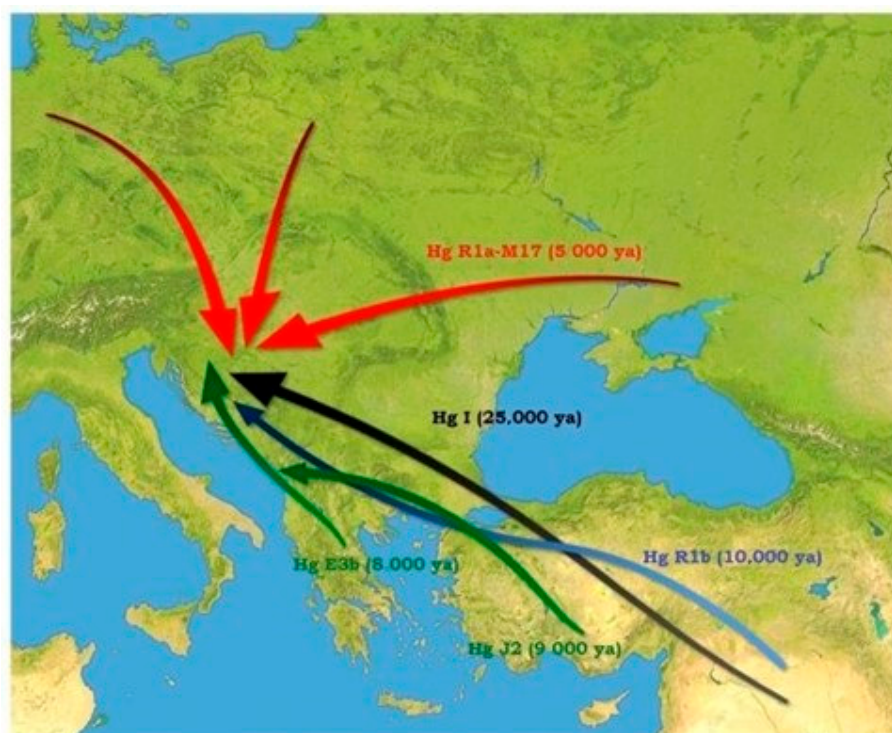 Hg R1a-M17 (5 000 ya)
Hg I (25,000 ya)
Hg R1b (10,000 ya)
Hg E3b (8 000 ya)
Hg J2 (9 000 ya)